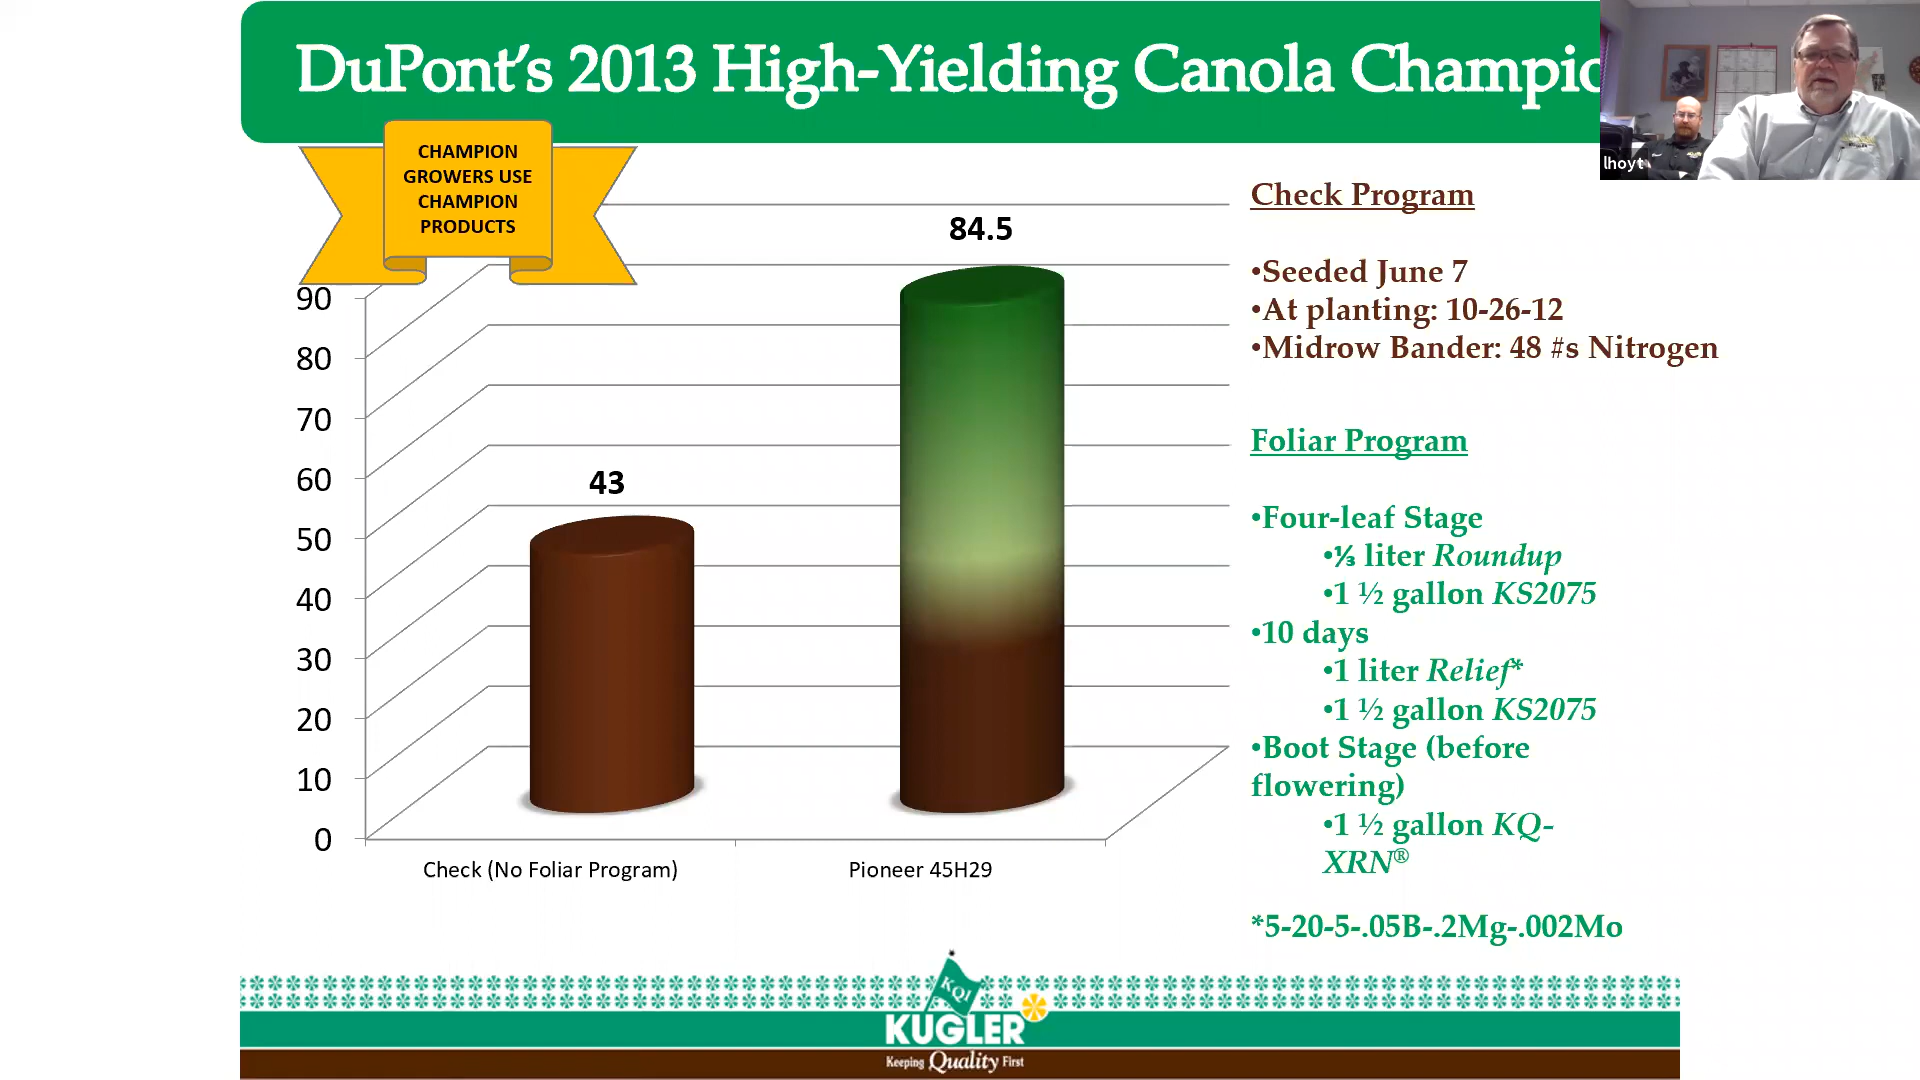 DuPont's 2013 High-Yielding Canola Champio
lhoyt
CHAMPION
GROWERS USE
CHAMPION
PRODUCTS
90
80
70
60
50
40
30
20
10
0
43
84.5
Check (No Foliar Program)
Pioneer 45H29
Check Program
•Seeded June 7
•At planting: 10-26-12
•Midrow Bander: 48 #s Nitrogen
Foliar Program
•Four-leaf Stage
•⅓ liter Roundup
•1 ½ gallon KS2075
•10 days
•1 liter Relief*
•1 ½ gallon KS2075
•Boot Stage (before
flowering)
•1 ½ gallon KQ-
XRN®
*5-20-5-.05B-.2Mg-.002Mo
KQI
KUGLER
Keeping Quality First